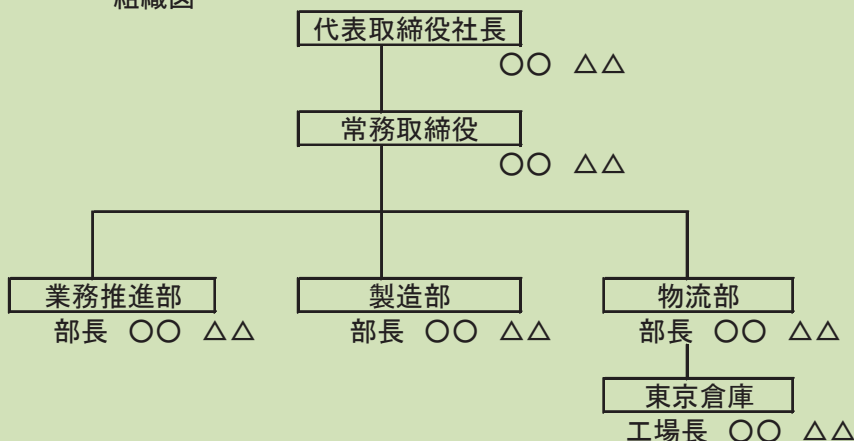 組織図
代表取締役社長
〇〇 △△
常務取締役
〇〇 △△
業務推進部 製造部 物流部
部長 〇〇 △△ 部長 〇〇 △△ 部長 〇〇 △△
東京倉庫
工場長 〇〇 △△